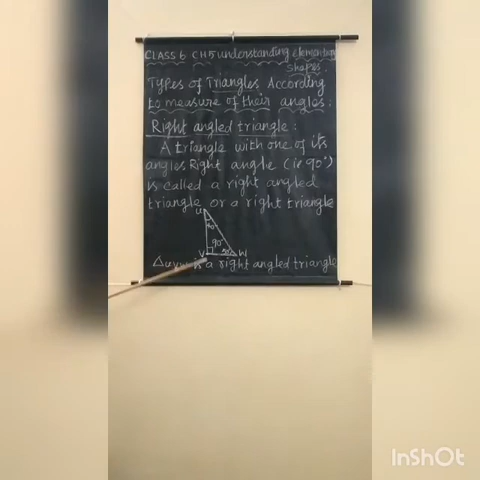 CLASS 6 CH5 understanding elementary
Shapes.
Types of Triangles According
to measure of their angles:
Right angled triangle:
A triangle with one of its
angles Right angle (ie 90°)
is called a right angled
triangle or a right triangle
U
90°
V
W
is a right angled triangle
InShOt